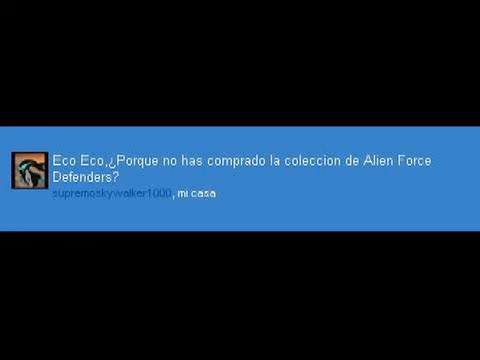 Eco Eco,¿Porque no has comprado la coleccion de Alien Force
Defenders?
supremoskywalker1000, mi casa